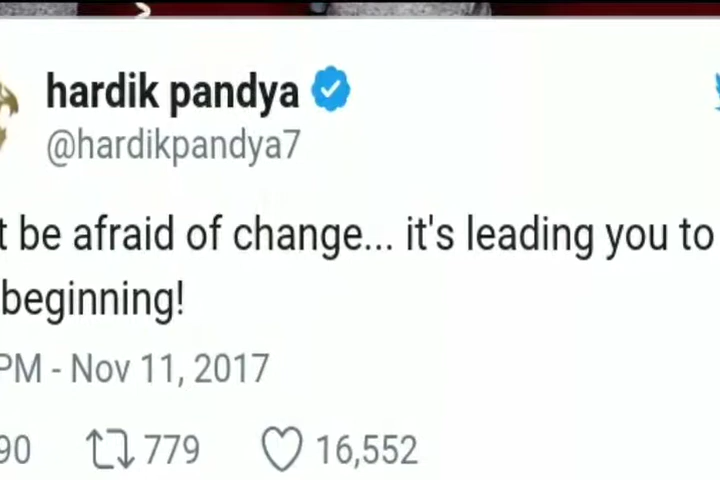 hardik pandya
@hardikpandya7
be afraid of change... it's leading you to
beginning!
PM - Nov 11, 2017
90 779 16,552